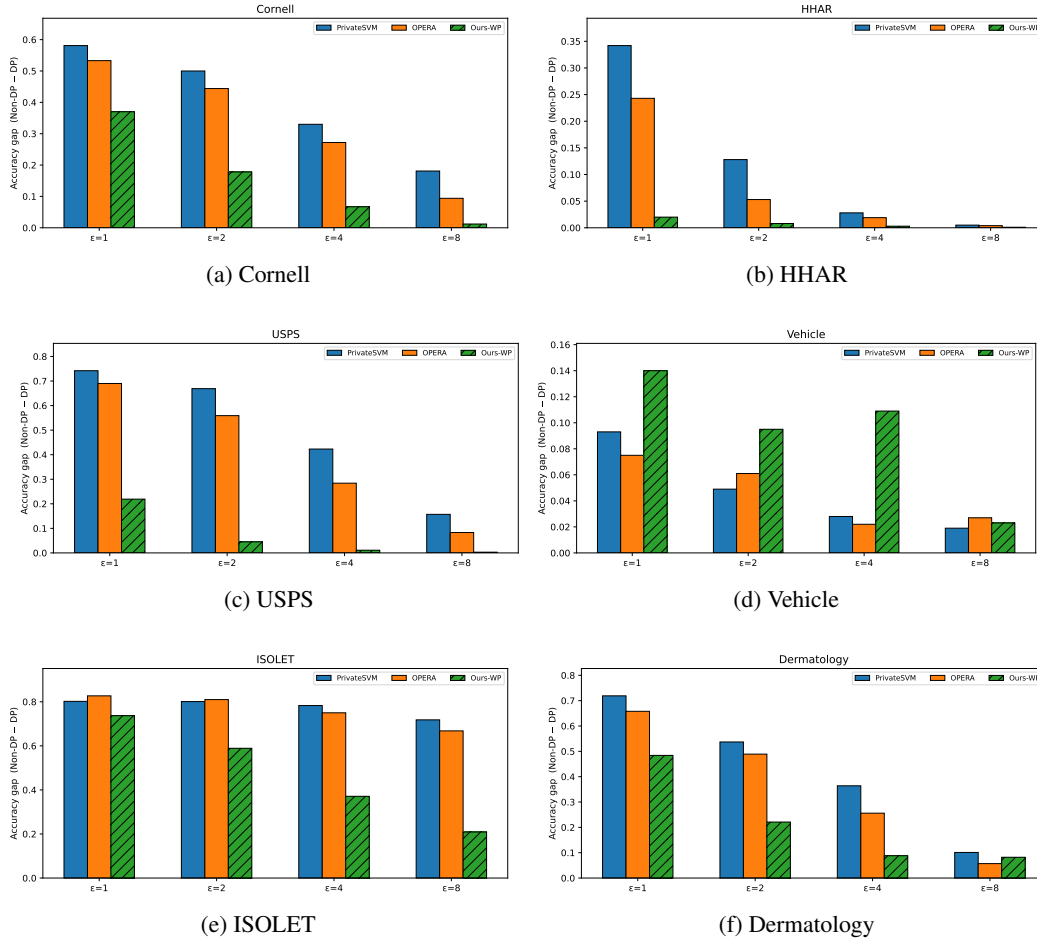 Cornell
PrivateSVM OPERA Ours-WP
Accuracy gap (Non-DP − DP)
0.6
0.5
0.4
0.3
0.2
0.1
0.0
ε=1 ε=2 ε=4 ε=8
(a) Cornell
HHAR
PrivateSVM OPERA Ours-WP
Accuracy gap (Non-DP − DP)
0.35
0.30
0.25
0.20
0.15
0.10
0.05
0.00
ε=1 ε=2 ε=4 ε=8
(b) HHAR
USPS
PrivateSVM OPERA Ours-WP
Accuracy gap (Non-DP − DP)
0.8
0.7
0.6
0.5
0.4
0.3
0.2
0.1
0.0
ε=1 ε=2 ε=4 ε=8
(c) USPS
Vehicle
PrivateSVM OPERA Ours-WP
Accuracy gap (Non-DP − DP)
0.16
0.14
0.12
0.10
0.08
0.06
0.04
0.02
0.00
ε=1 ε=2 ε=4 ε=8
(d) Vehicle
ISOLET
PrivateSVM OPERA Ours-WP
Accuracy gap (Non-DP − DP)
0.8
0.6
0.4
0.2
0.0
ε=1 ε=2 ε=4 ε=8
(e) ISOLET
Dermatology
PrivateSVM OPERA Ours-WP
Accuracy gap (Non-DP − DP)
0.8
0.7
0.6
0.5
0.4
0.3
0.2
0.1
0.0
ε=1 ε=2 ε=4 ε=8
(f) Dermatology